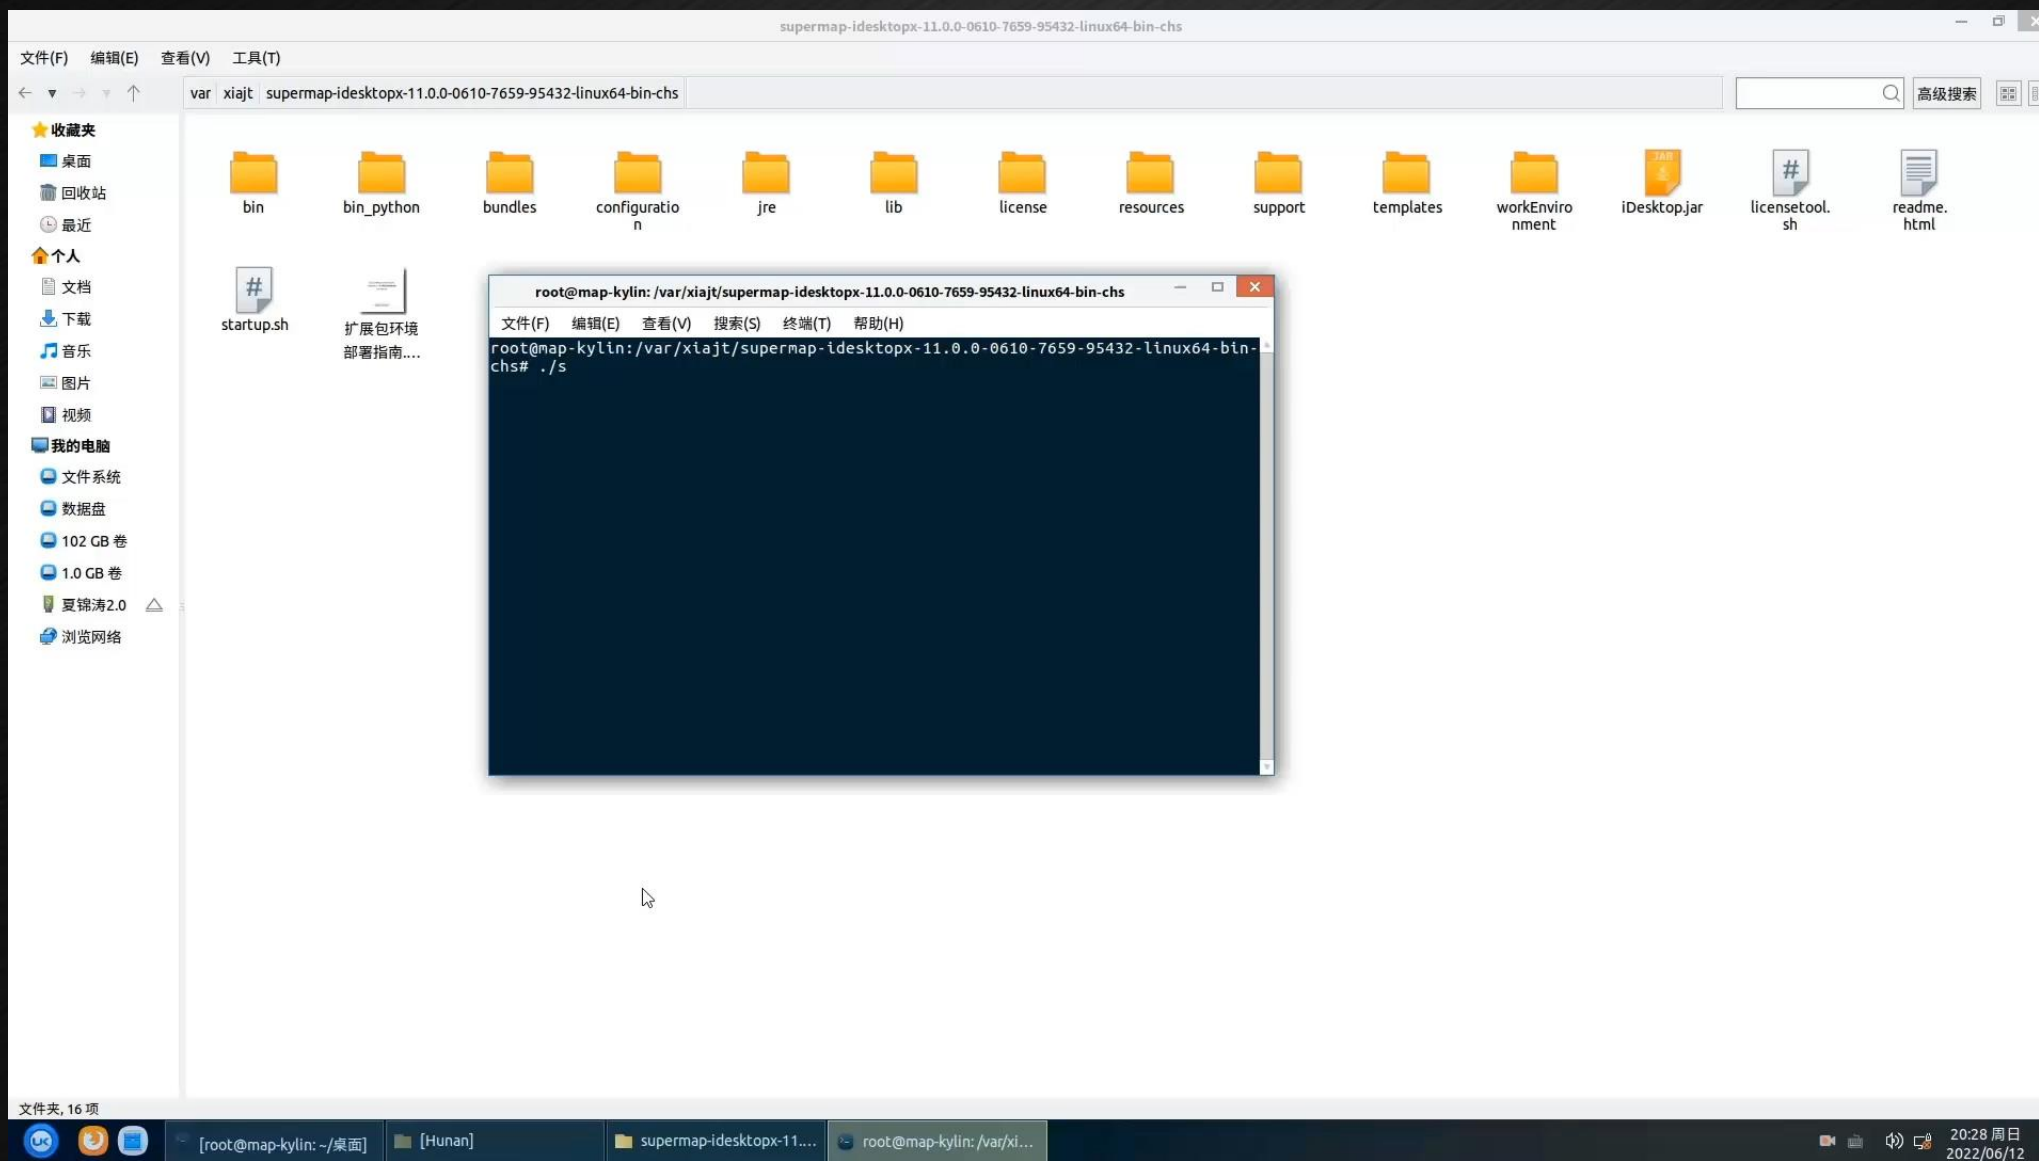 supermap-idesktopx-11.0.0-0610-7659-95432-linux64-bin-chs
文件(F) 编辑(E) 查看(V) 工具(T)
var xiajt supermap-idesktopx-11.0.0-0610-7659-95432-linux64-bin-chs
高级搜索
收藏夹
桌面
回收站
最近
个人
文档
下载
音乐
图片
视频
我的电脑
文件系统
数据盘
102 GB 卷
1.0 GB 卷
夏锦涛2.0
浏览网络
bin
bin_python
bundles
configuratio
n
jre
lib
license
resources
support
templates
workEnviro
nment
JAR
iDesktop.jar
#
licensetool.
sh
readme.
html
#
startup.sh
扩展包环境
部署指南....
root@map-kylin: /var/xiajt/supermap-idesktopx-11.0.0-0610-7659-95432-linux64-bin-chs
文件(F) 编辑(E) 查看(V) 搜索(S) 终端(T) 帮助(H)
root@map-kylin:/var/xiajt/supermap-idesktopx-11.0.0-0610-7659-95432-linux64-bin-
chs# ./s
文件夹, 16 项
UK
[root@map-kylin: ~/桌面]
[Hunan]
supermap-idesktopx-11....
root@map-kylin: /var/xi...
20:28 周日
2022/06/12